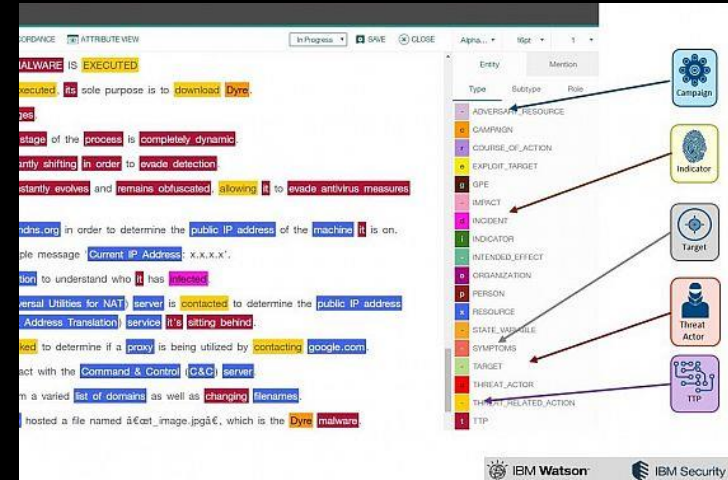 ORDANCE ATTRIBUTE VIEW In Progress SAVE CLOSE Alpha... 16pt 1
Entity Mention
Type Subtype Role
ALWARE IS EXECUTED
xecuted, its sole purpose is to download Dyre.
ges.
stage of the process is completely dynamic.
antly shifting in order to evade detection.
nstantly evolves and remains obfuscated, allowing it to evade antivirus measures
ndns.org in order to determine the public IP address of the machine it is on.
ple message 'Current IP Address: x.x.x.x'.
tion to understand who it has infected.
versal Utilities for NAT) server is contacted to determine the public IP address
Address Translation) service it's sitting behind.
ked to determine if a proxy is being utilized by contacting google.com.
act with the Command & Control (C&C) server.
m a varied list of domains as well as changing filenames.
hosted a file named â€œt_image.jpgâ€, which is the Dyre malware.
- ADVERSARY_RESOURCE
c CAMPAIGN
r COURSE_OF_ACTION
e EXPLOIT_TARGET
g GPE
- IMPACT
d INCIDENT
i INDICATOR
- INTENDED_EFFECT
o ORGANIZATION
p PERSON
x RESOURCE
- STATE_VARIABLE
- SYMPTOMS
- TARGET
- THREAT_ACTOR
- THREAT_RELATED_ACTION
t TTP
Campaign
Indicator
Target
Threat
Actor
TTP
IBM Watson IBM Security